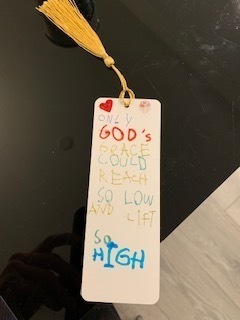 ONLY
GOD's
GRACE
COULD
REACH
SO LOW
AND LIFT
SO
HIGH